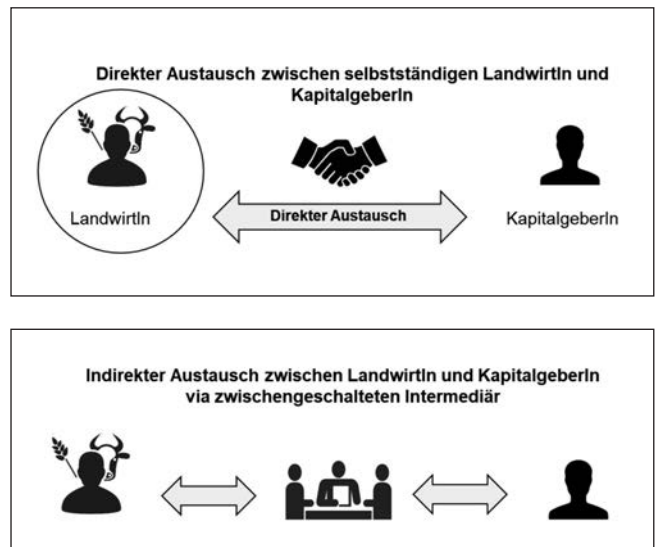 Direkter Austausch zwischen selbstständigen LandwirtIn und
KapitalgeberIn
LandwirtIn
Direkter Austausch
KapitalgeberIn
Indirekter Austausch zwischen LandwirtIn und KapitalgeberIn
via zwischengeschalteten Intermediär